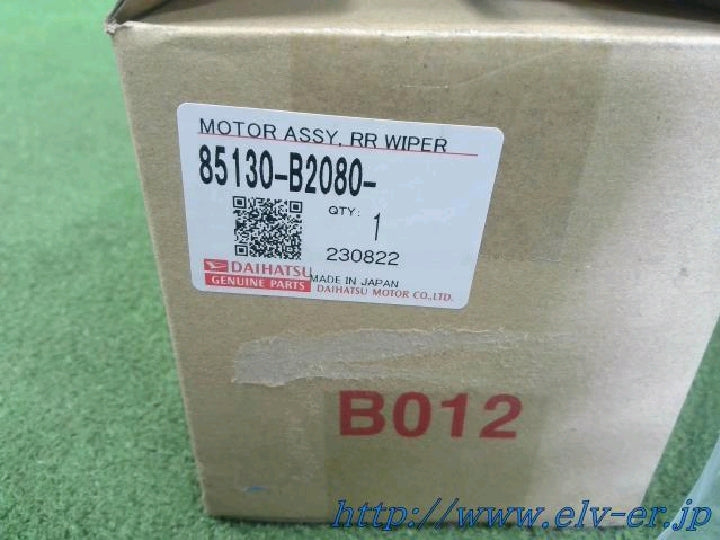 MOTOR ASSY, RR WIPER
85130-B2080-
QTY: 1
230822
DAIHATSU
GENUINE PARTS
MADE IN JAPAN
DAIHATSU MOTOR CO.,LTD.
B012
http://www.elv-er.jp